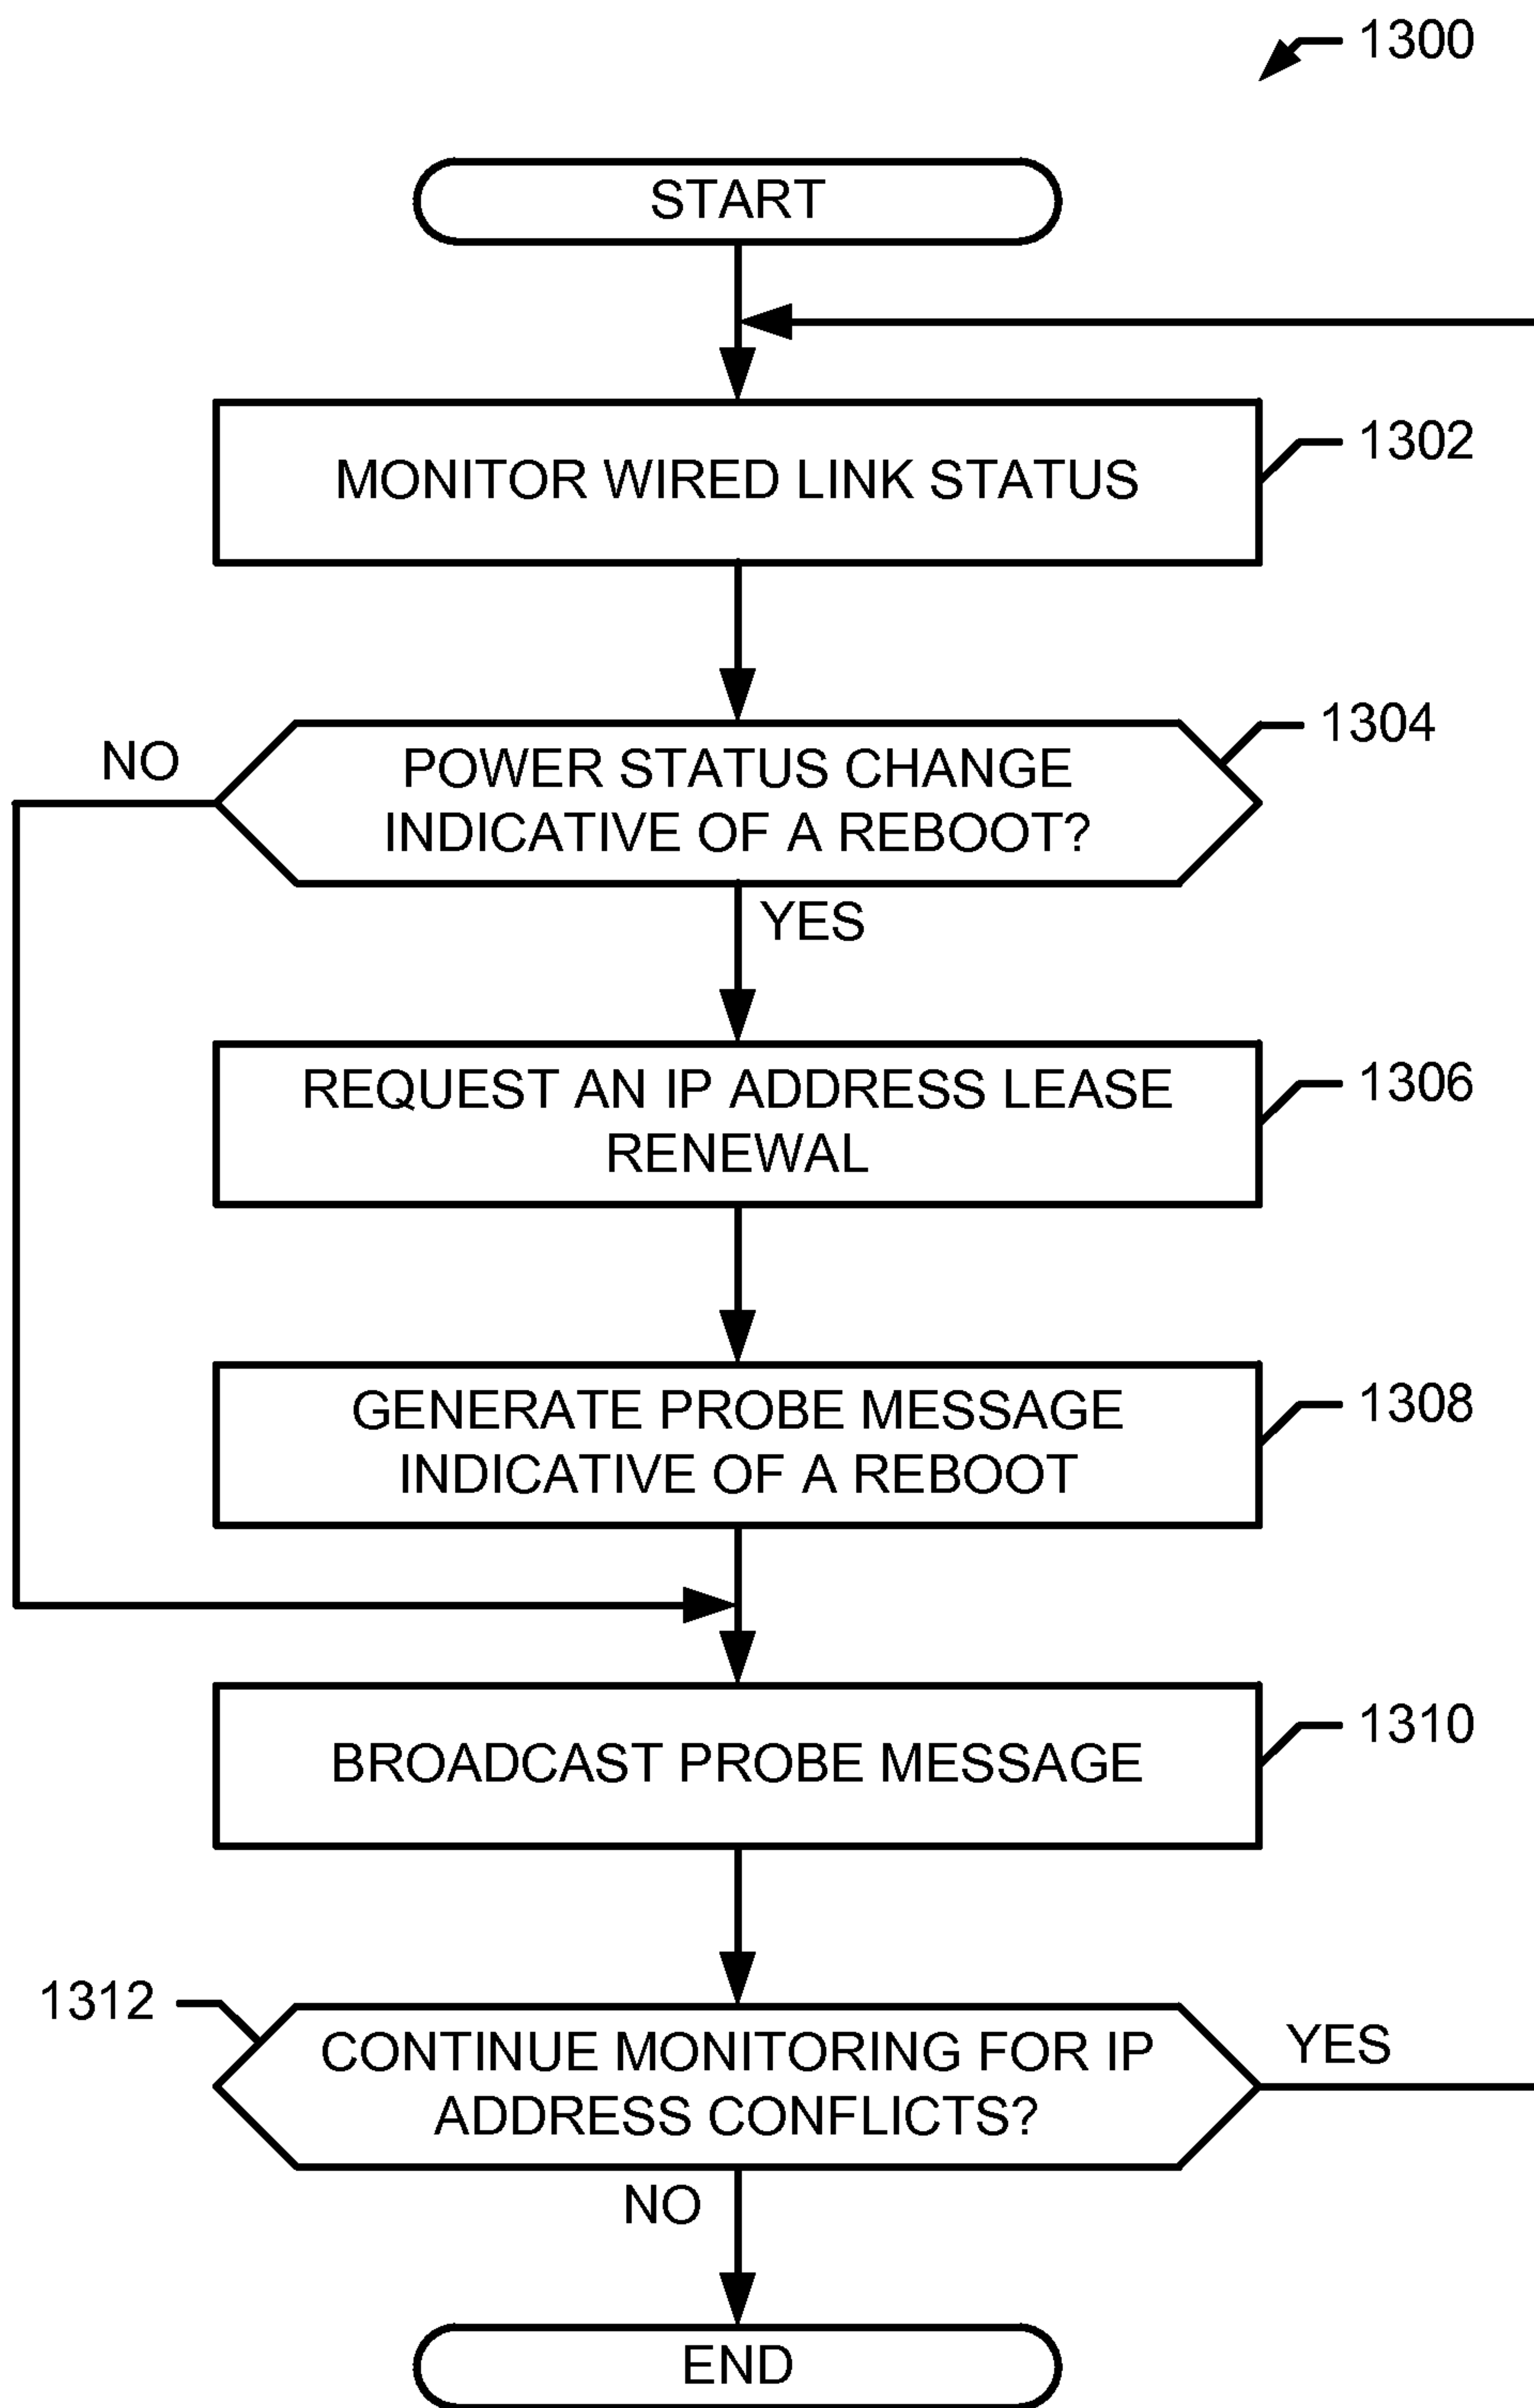 1300
START
MONITOR WIRED LINK STATUS
1302
NO
POWER STATUS CHANGE
INDICATIVE OF A REBOOT?
1304
YES
REQUEST AN IP ADDRESS LEASE
RENEWAL
1306
GENERATE PROBE MESSAGE
INDICATIVE OF A REBOOT
1308
BROADCAST PROBE MESSAGE
1310
1312
CONTINUE MONITORING FOR IP
ADDRESS CONFLICTS?
YES
NO
END